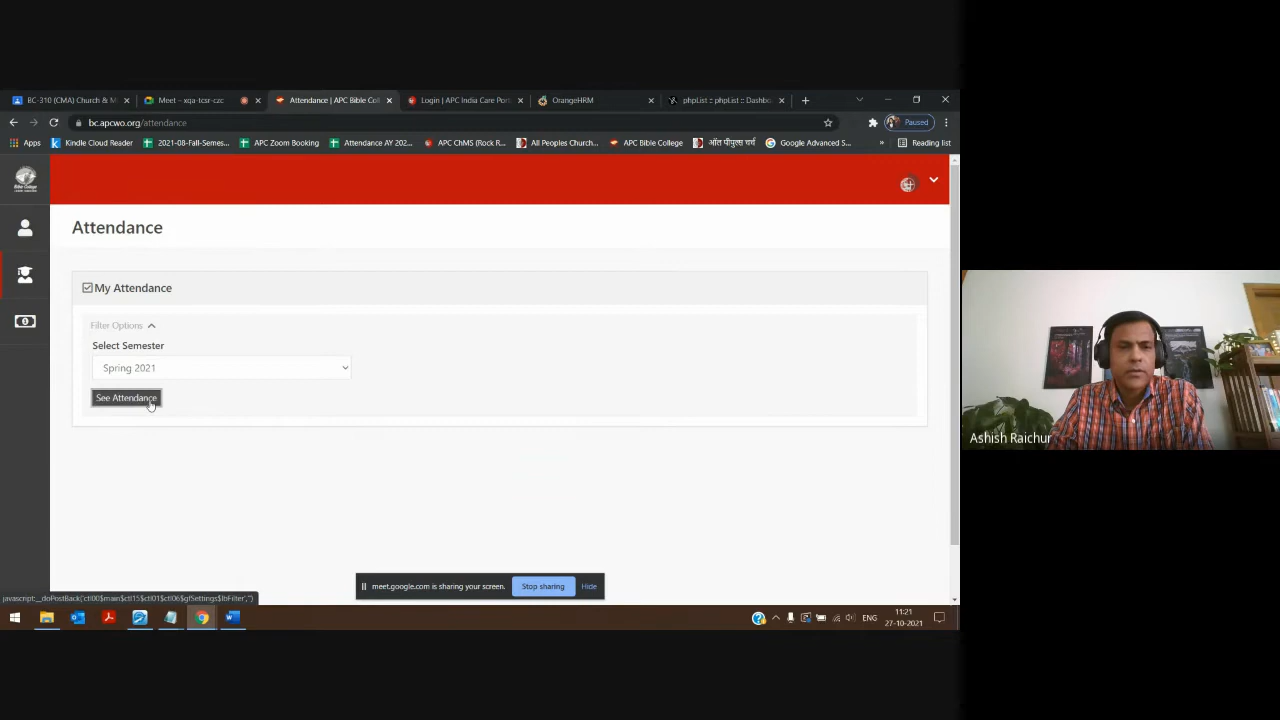 BC-310 (CMA) Church & M
Meet – xqa-tcsr-czc
Attendance | APC Bible Col
Login | APC India Care Por
OrangeHRM
phpList :: phpList :: Dashbo
bc.apcwo.org/attendance
Paused
Apps
Kindle Cloud Reader
2021-08-Fall-Semes...
APC Zoom Booking
Attendance AY 202...
APC ChMS (Rock R...
All Peoples Church...
APC Bible College
ऑल पीपुल्स चर्च
Google Advanced S...
»
Reading list
Attendance
My Attendance
Filter Options
Select Semester
Spring 2021
See Attendance
Ashish Raichur
meet.google.com is sharing your screen.
Stop sharing
Hide
11:21
ENG
27-10-2021